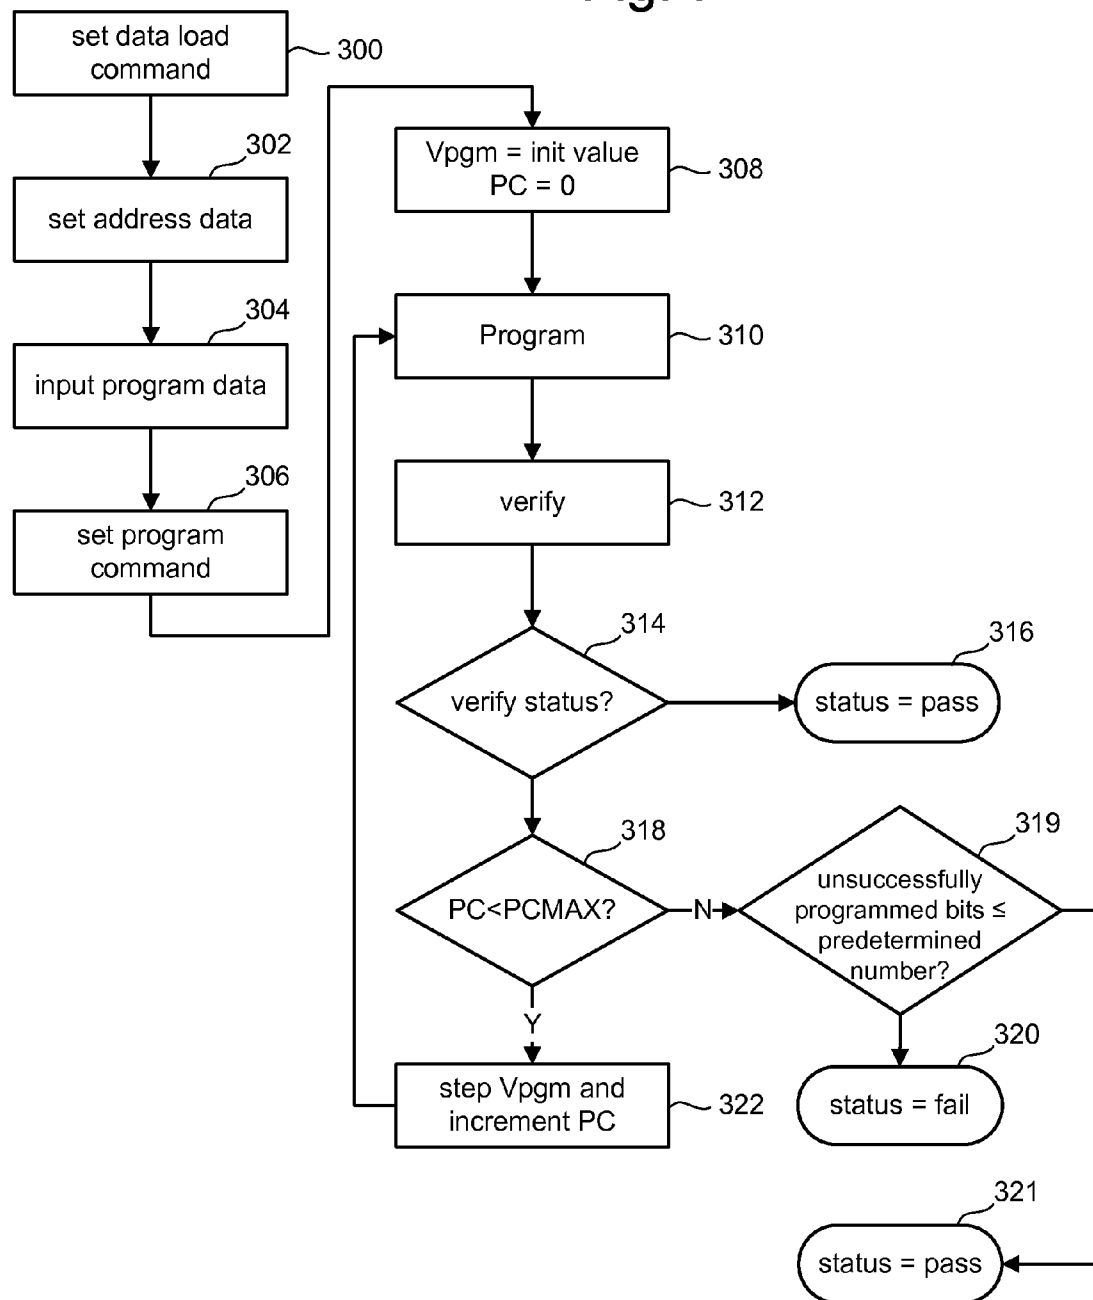 set data load
command
300
302
set address data
304
input program data
306
set program
command
Vpgm = init value
PC = 0
308
Program
310
verify
312
314
verify status?
316
status = pass
318
PC<PCMAX?
N
319
unsuccessfully
programmed bits ≤
predetermined
number?
Y
320
status = fail
step Vpgm and
increment PC
322
321
status = pass